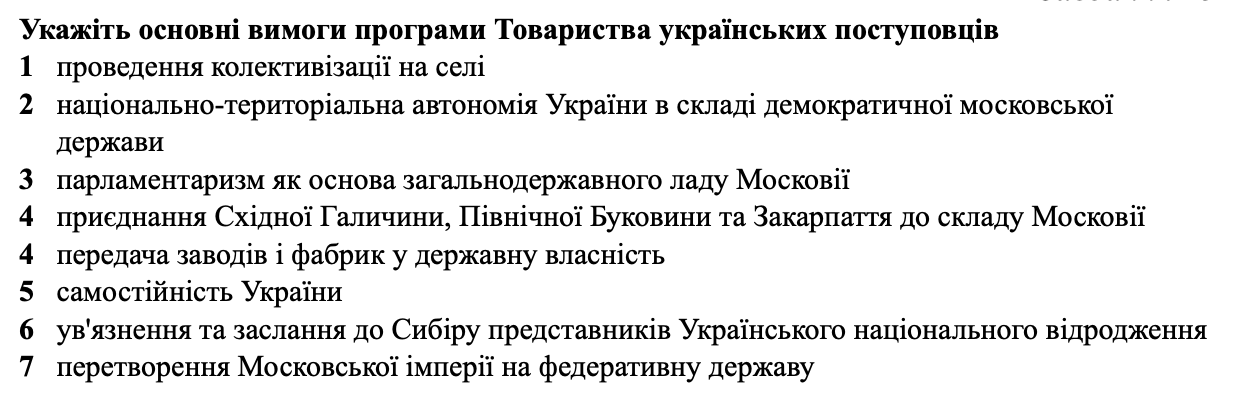 Укажіть основні вимоги програми Товариства українських поступовців
1 проведення колективізації на селі
2 національно-територіальна автономія України в складі демократичної московської
держави
3 парламентаризм як основа загальнодержавного ладу Московії
4 приєднання Східної Галичини, Північної Буковини та Закарпаття до складу Московії
4 передача заводів і фабрик у державну власність
5 самостійність України
6 ув'язнення та заслання до Сибіру представників Українського національного відродження
7 перетворення Московської імперії на федеративну державу